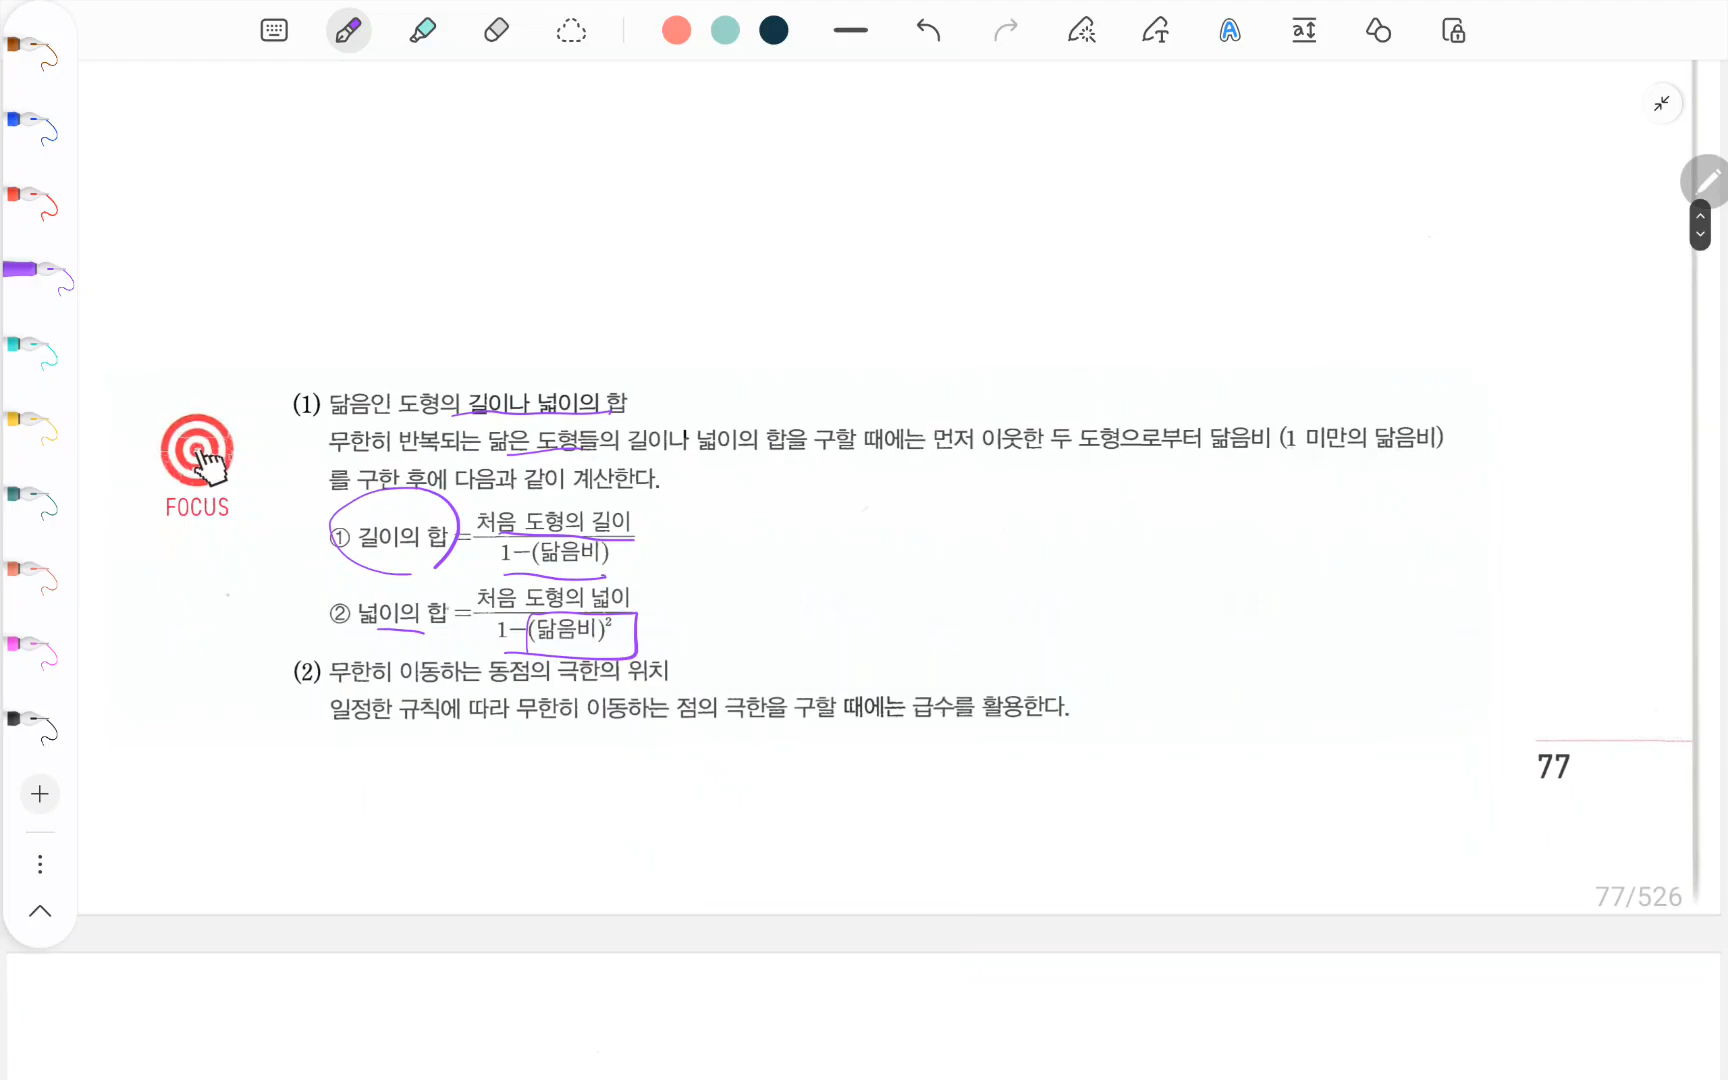 A
aI
(1) 닮음인 도형의 길이나 넓이의 합
무한히 반복되는 닮은 도형들의 길이나 넓이의 합을 구할 때에는 먼저 이웃한 두 도형으로부터 닮음비 (1 미만의 닮음비)
를 구한 후에 다음과 같이 계산한다.
FOCUS
① 길이의 합 = 처음 도형의 길이
1−(닮음비)
② 넓이의 합 = 처음 도형의 넓이
1−(닮음비)²
(2) 무한히 이동하는 동점의 극한의 위치
일정한 규칙에 따라 무한히 이동하는 점의 극한을 구할 때에는 급수를 활용한다.
77
77/526